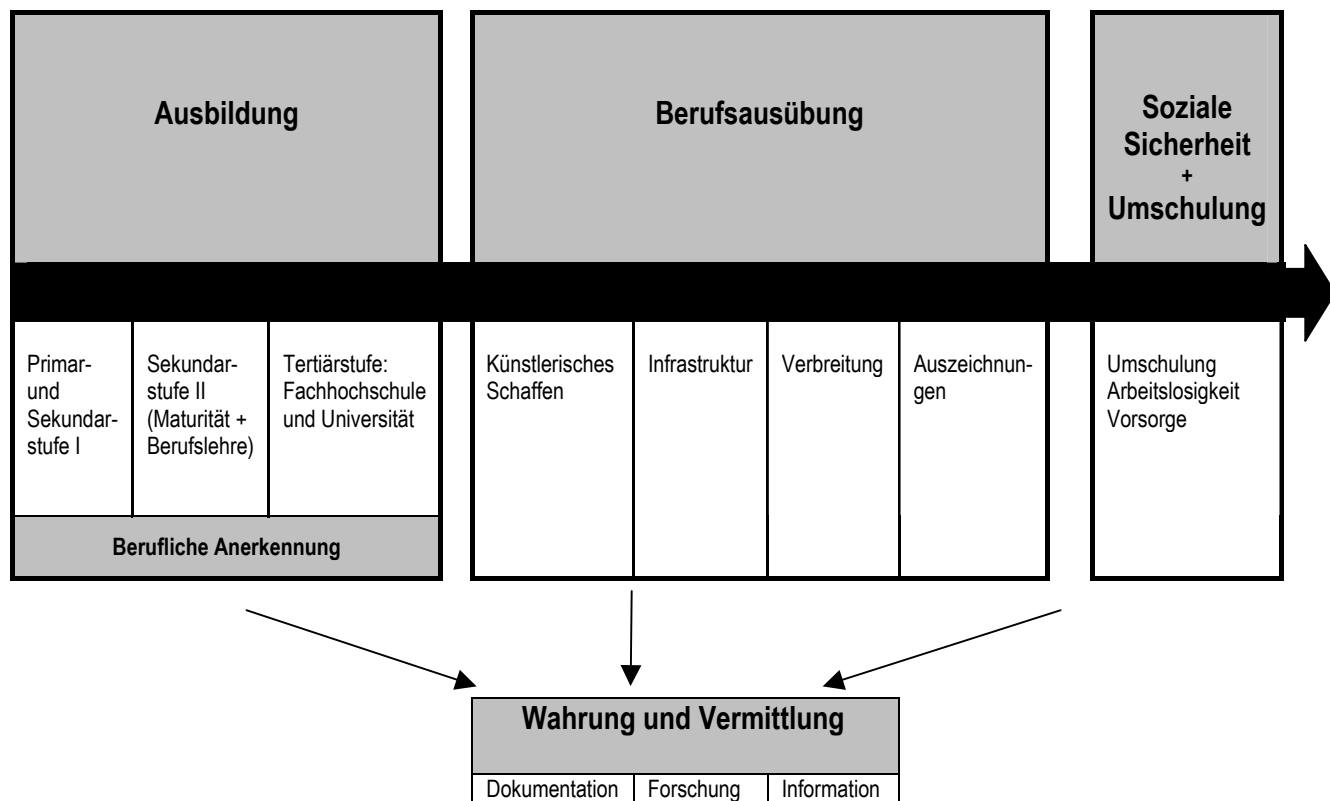 Ausbildung
Berufsausübung
Soziale
Sicherheit
+
Umschulung
Primar-
und
Sekundar-
stufe I
Sekundar-
stufe II
(Maturität +
Berufslehre)
Tertiärstufe:
Fachhochschule
und Universität
Künstlerisches
Schaffen
Infrastruktur
Verbreitung
Auszeichnun-
gen
Umschulung
Arbeitslosigkeit
Vorsorge
Berufliche Anerkennung
Wahrung und Vermittlung
Dokumentation
Forschung
Information